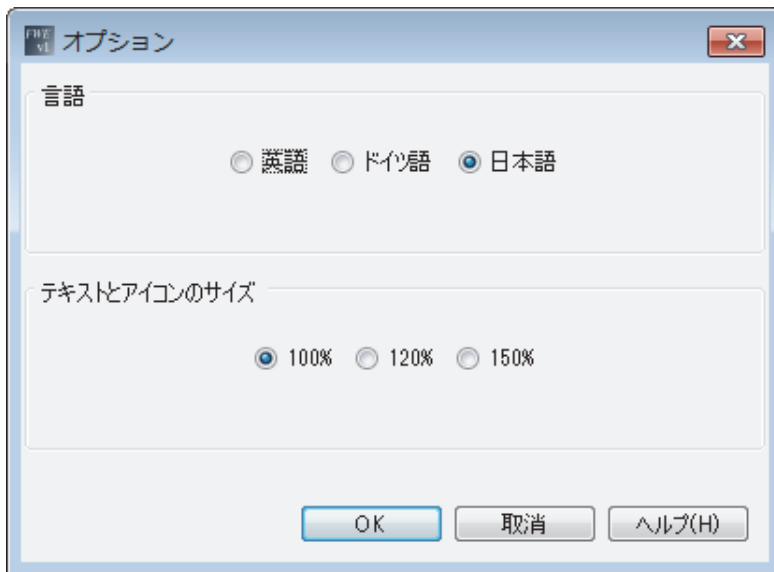 オプション
言語
英語 ドイツ語 日本語
テキストとアイコンのサイズ
100% 120% 150%
OK 取消 ヘルプ(H)